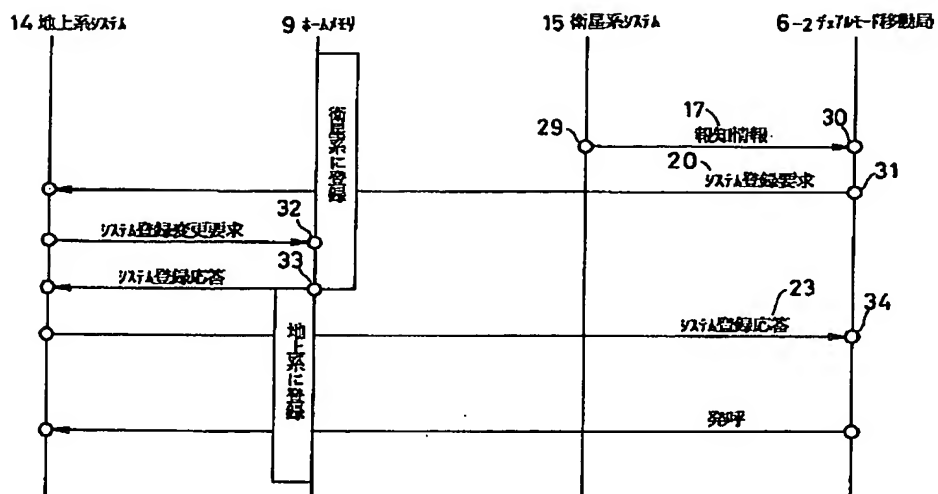 14 地上系システム
9 ホームメモリ
15 衛星系システム
6-2 デュアルモード移動局
衛星系に登録
29
17
報知情報
30
20
システム登録要求
31
システム登録変更要求
32
システム登録応答
33
地上系に登録
システム登録応答
23
34
発呼